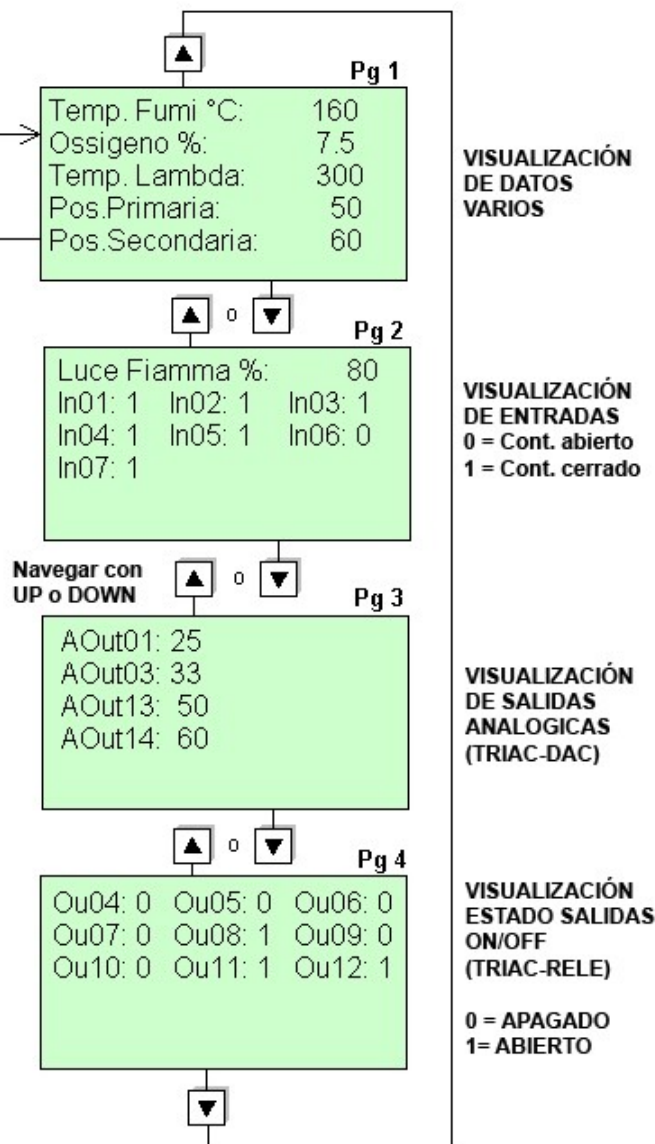 Pg 1
Temp. Fumi °C: 160
Ossigeno %: 7.5
Temp. Lambda: 300
Pos.Primaria: 50
Pos.Secondaria: 60
VISUALIZACIÓN
DE DATOS
VARIOS
o
Pg 2
Luce Fiamma %: 80
In01: 1 In02: 1 In03: 1
In04: 1 In05: 1 In06: 0
In07: 1
VISUALIZACIÓN
DE ENTRADAS
0 = Cont. abierto
1 = Cont. cerrado
Navegar con
UP o DOWN
o
Pg 3
AOut01: 25
AOut03: 33
AOut13: 50
AOut14: 60
VISUALIZACIÓN
DE SALIDAS
ANALOGICAS
(TRIAC-DAC)
o
Pg 4
Ou04: 0 Ou05: 0 Ou06: 0
Ou07: 0 Ou08: 1 Ou09: 0
Ou10: 0 Ou11: 1 Ou12: 1
VISUALIZACIÓN
ESTADO SALIDAS
ON/OFF
(TRIAC-RELE)
0 = APAGADO
1= ABIERTO